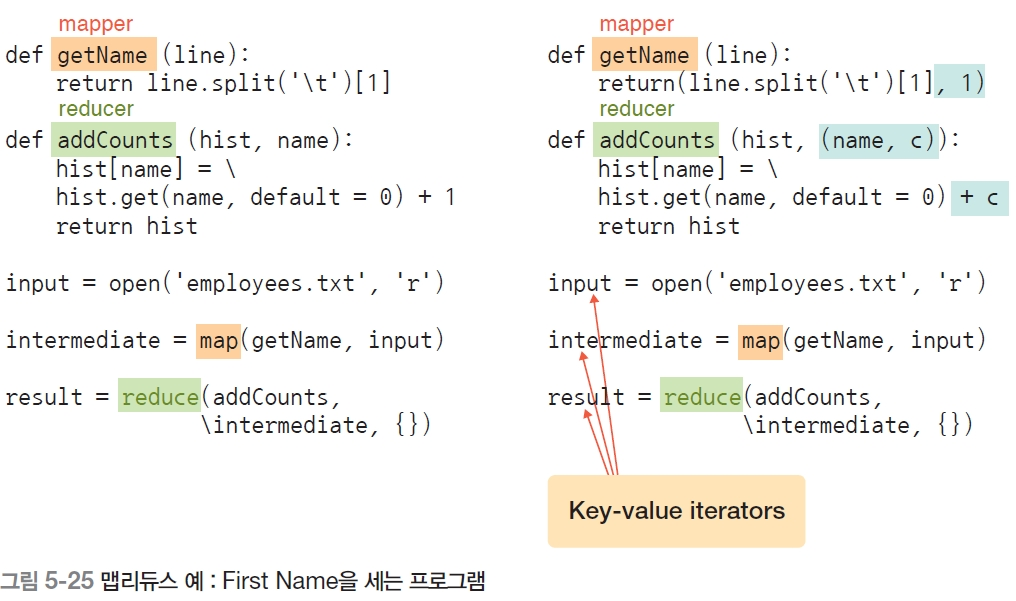 mapper
def getName (line):
return line.split('\t')[1]
reducer
def addCounts (hist, name):
hist[name] = \
hist.get(name, default = 0) + 1
return hist
input = open('employees.txt', 'r')
intermediate = map(getName, input)
result = reduce(addCounts,
\intermediate, {})
mapper
def getName (line):
return(line.split('\t')[1], 1)
reducer
def addCounts (hist, (name, c)):
hist[name] = \
hist.get(name, default = 0) + c
return hist
input = open('employees.txt', 'r')
intermediate = map(getName, input)
result = reduce(addCounts,
\intermediate, {})
Key-value iterators
그림 5-25 맵리듀스 예 : First Name을 세는 프로그램